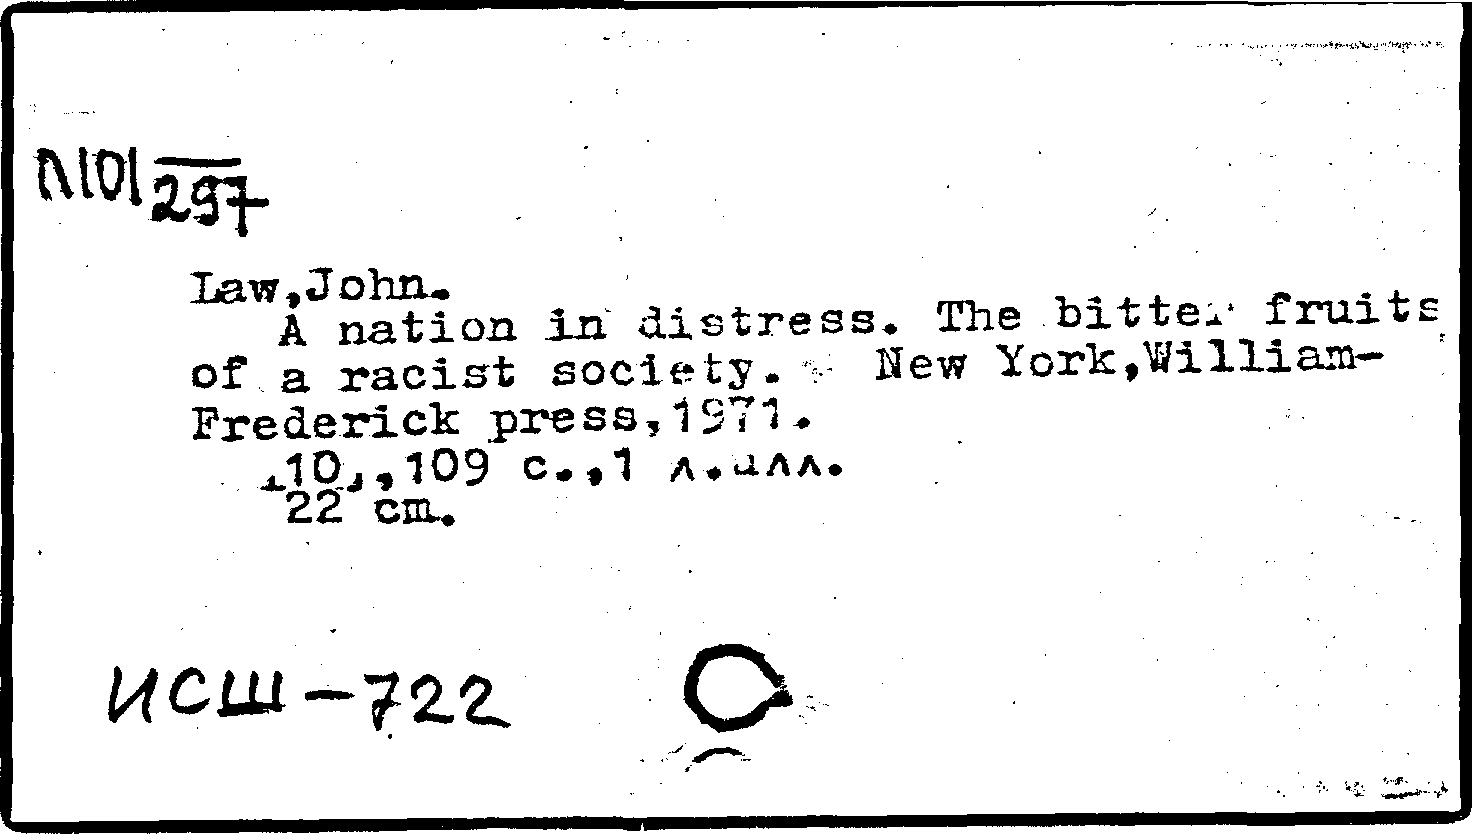 Л101 297
Law,John.
A nation in distress. The bitter fruits
of a racist society. New York,William-
Frederick press,1971.
[10],109 с.,1 л.илл.
22 cm.
ИСШ-722